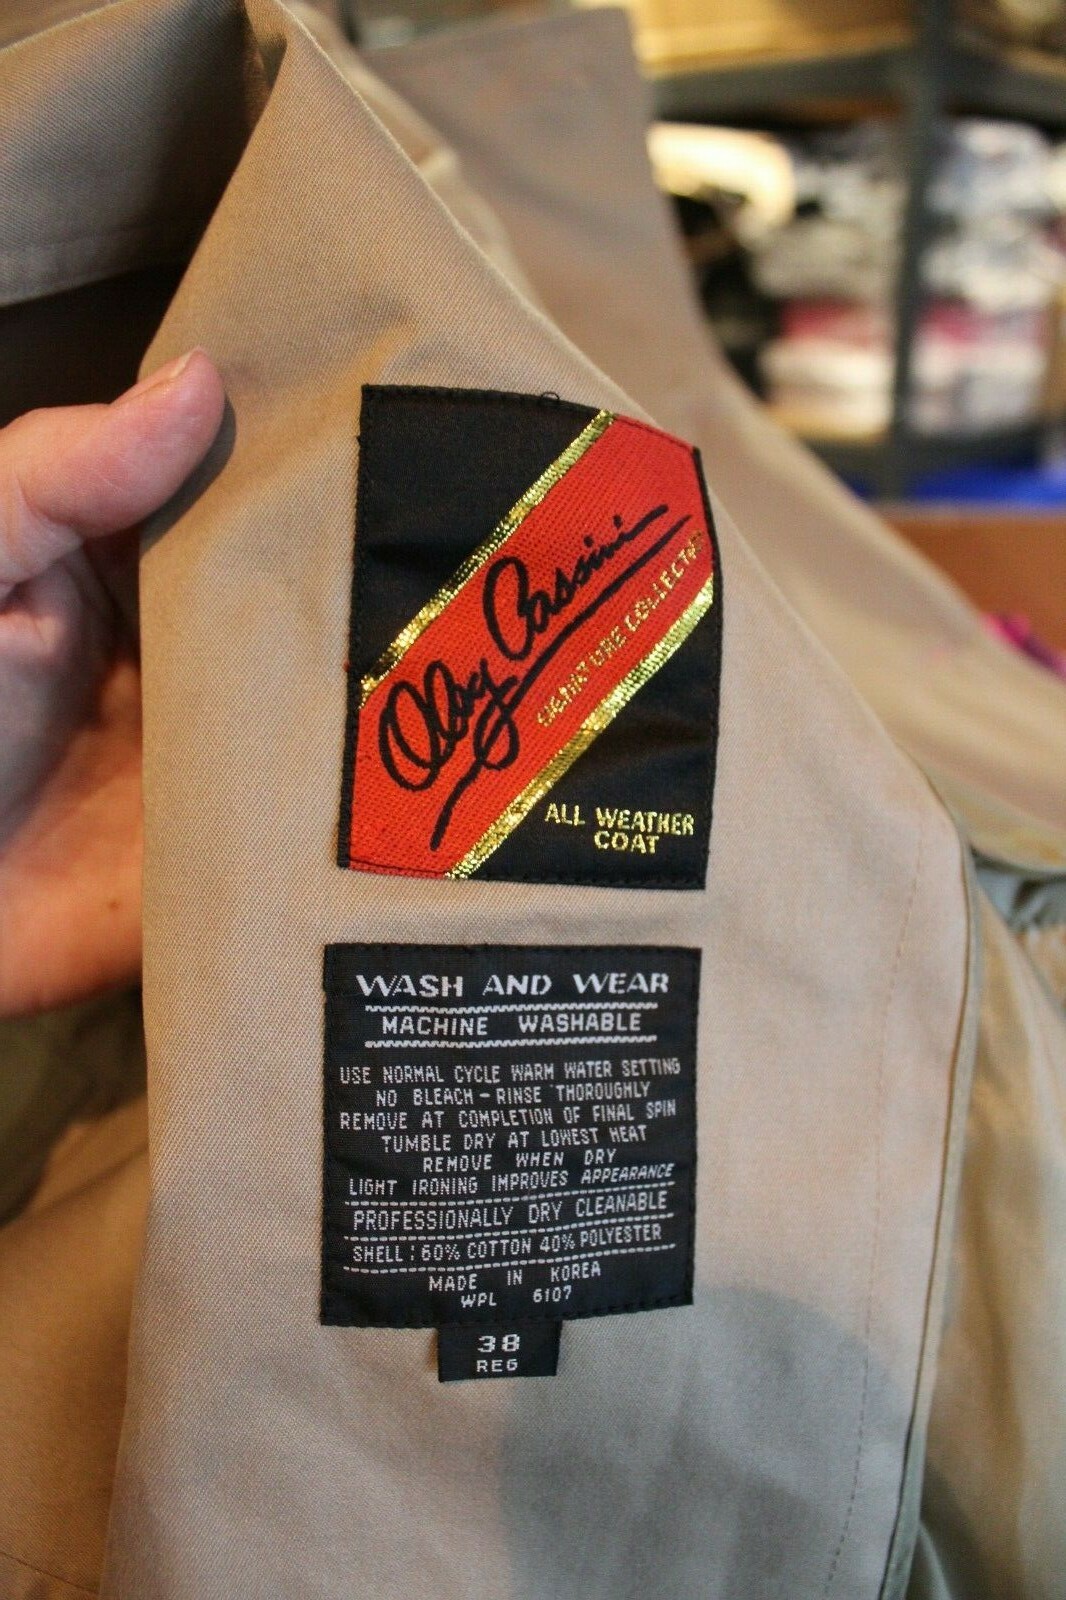 Oleg Cassini
SIGNATURE COLLECTION
ALL WEATHER
COAT
WASH AND WEAR
MACHINE WASHABLE
USE NORMAL CYCLE WARM WATER SETTING
NO BLEACH - RINSE THOROUGHLY
REMOVE AT COMPLETION OF FINAL SPIN
TUMBLE DRY AT LOWEST HEAT
REMOVE WHEN DRY
LIGHT IRONING IMPROVES APPEARANCE
PROFESSIONALLY DRY CLEANABLE
SHELL : 60% COTTON 40% POLYESTER
MADE IN KOREA
WPL 6107
38
REG